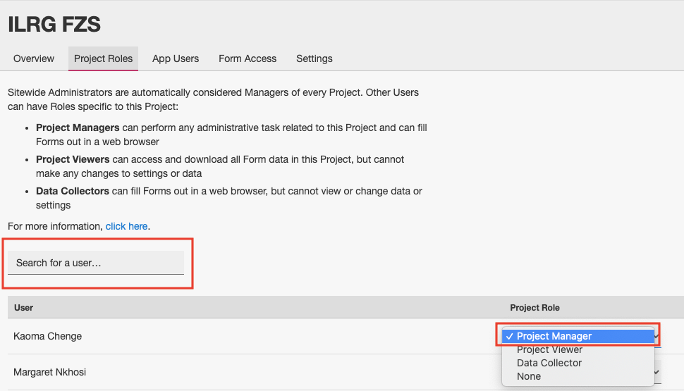 ILRG FZS
Overview Project Roles App Users Form Access Settings
Sitewide Administrators are automatically considered Managers of every Project. Other Users
can have Roles specific to this Project:
• Project Managers can perform any administrative task related to this Project and can fill
Forms out in a web browser
• Project Viewers can access and download all Form data in this Project, but cannot
make any changes to settings or data
• Data Collectors can fill Forms out in a web browser, but cannot view or change data or
settings
For more information, click here.
Search for a user...
User Project Role
Kaoma Chenge ✓ Project Manager
Project Viewer
Data Collector
Margaret Nkhosi
None